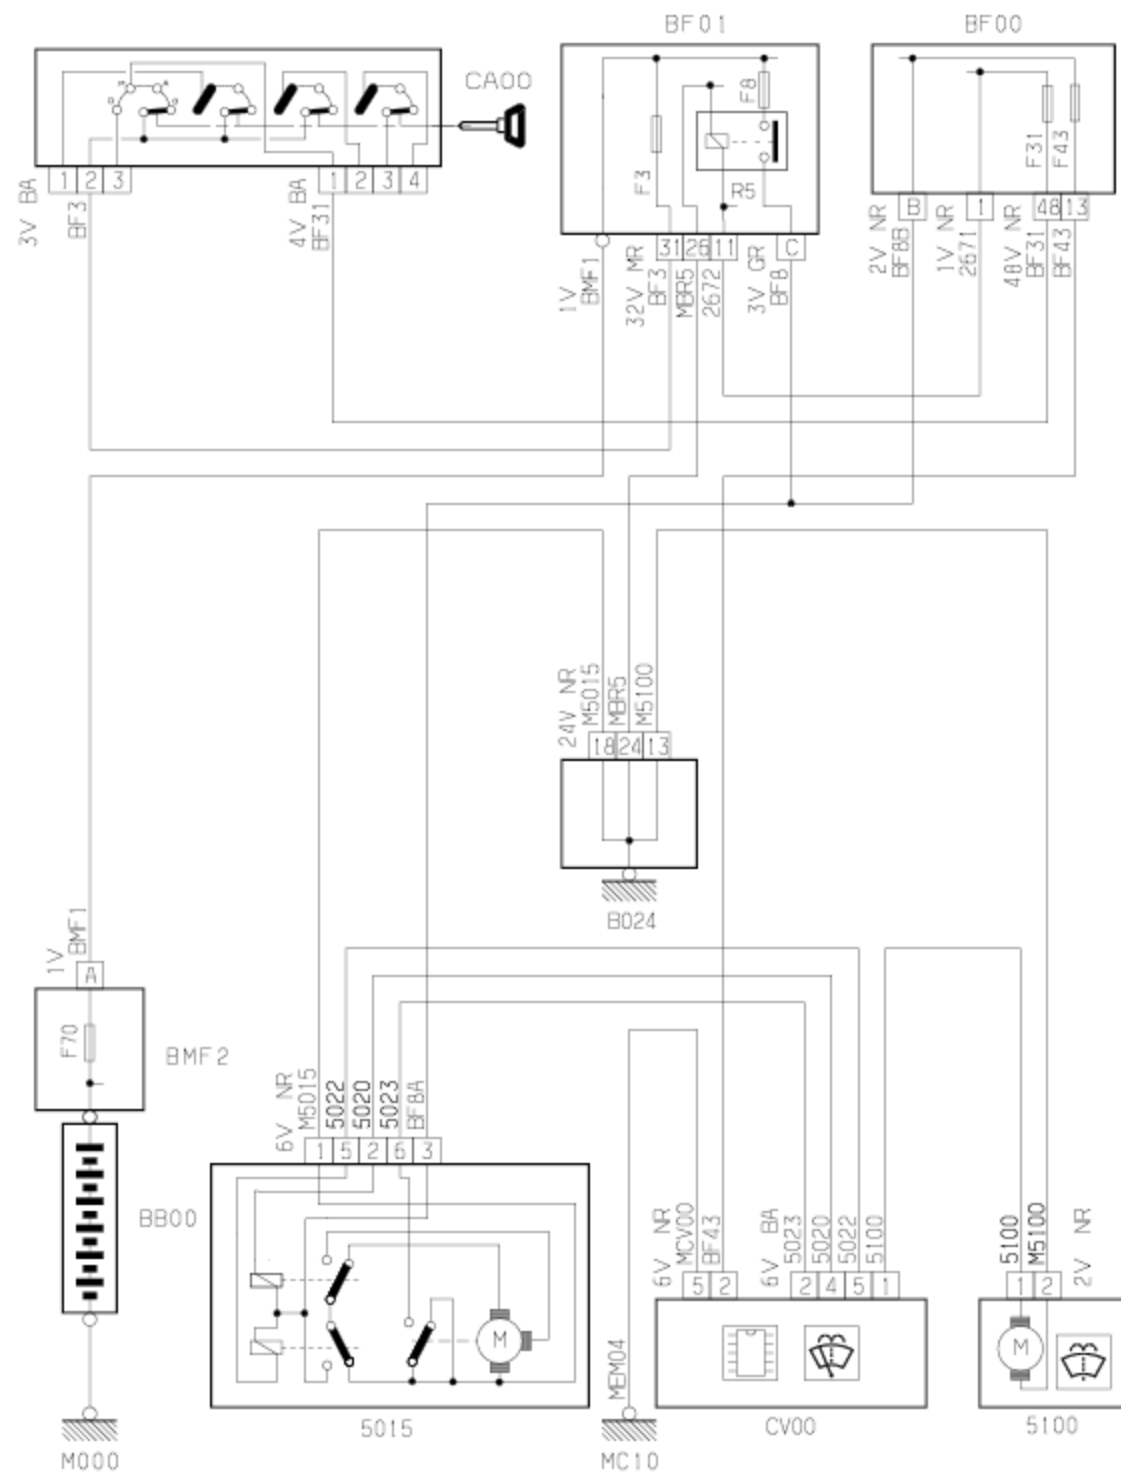 BF01
BF00
CA00
F8
F3
R5
F31
F43
1 2 3
1 2 3 4
B
1
48 13
31 26 11
C
3V BA
BF3
4V BA
BF31
1V
BMF1
32V MR
BF3
MBR5
2672
3V GR
BF8
2V NR
BF8B
1V NR
2671
48V NR
BF31
BF43
24V NR
M5015
MBR5
M5100
18 24 13
B024
1V
BMF1
A
F70
BMF2
BB00
M000
6V NR
M5015
5022
5020
5023
BF8A
1 5 2 6 3
M
5015
MEM04
MC10
6V NR
MCV00
BF43
6V BA
5023
5020
5022
5100
5 2
2 4 5 1
CV00
5100
M5100
2V NR
1 2
M
5100